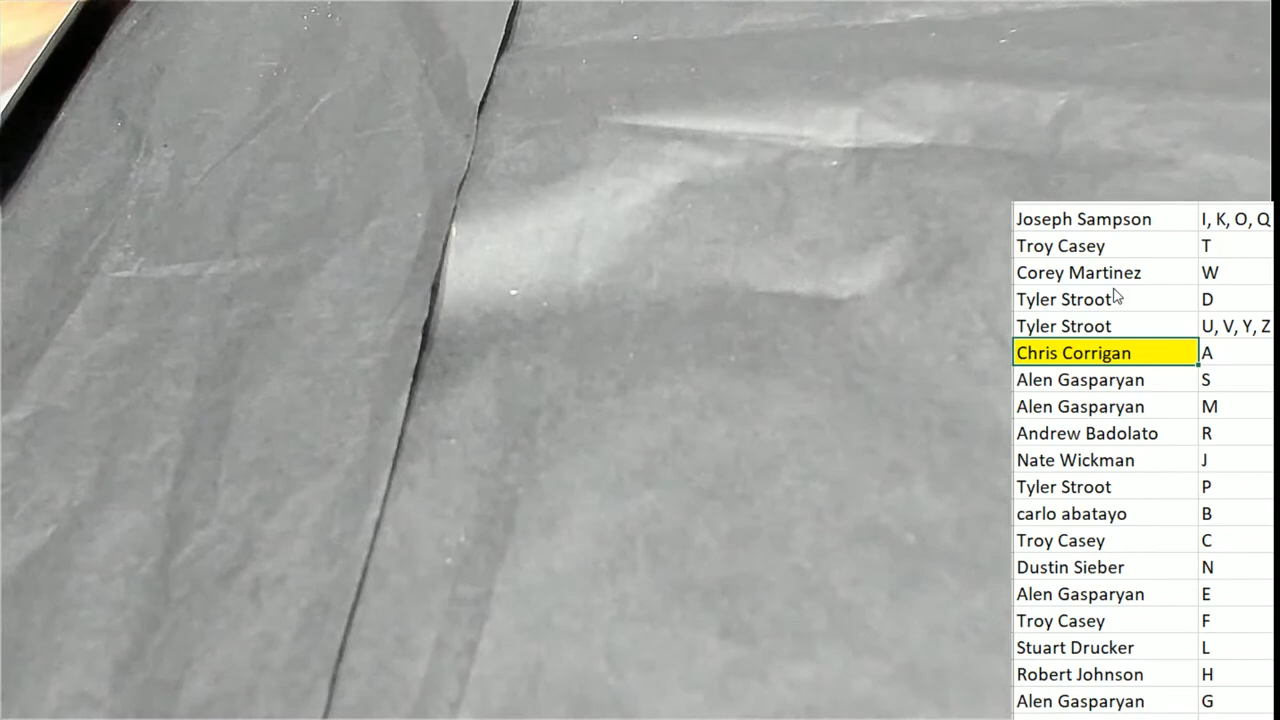 Joseph Sampson I, K, O, Q
Troy Casey T
Corey Martinez W
Tyler Stroot D
Tyler Stroot U, V, Y, Z
Chris Corrigan A
Alen Gasparyan S
Alen Gasparyan M
Andrew Badolato R
Nate Wickman J
Tyler Stroot P
carlo abatayo B
Troy Casey C
Dustin Sieber N
Alen Gasparyan E
Troy Casey F
Stuart Drucker L
Robert Johnson H
Alen Gasparyan G